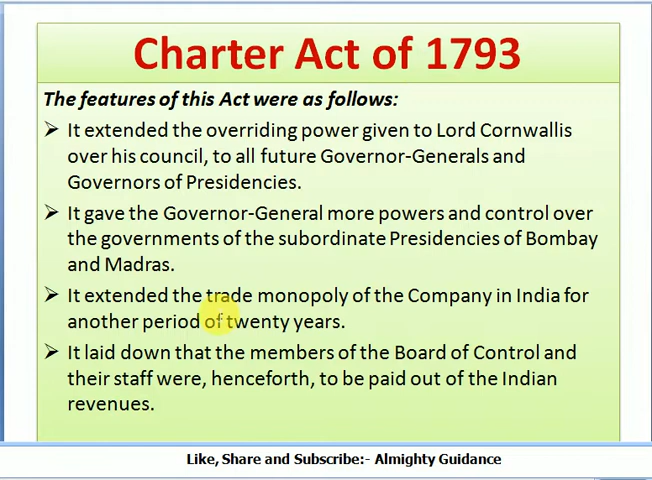 Charter Act of 1793
The features of this Act were as follows:
➢ It extended the overriding power given to Lord Cornwallis
over his council, to all future Governor-Generals and
Governors of Presidencies.
➢ It gave the Governor-General more powers and control over
the governments of the subordinate Presidencies of Bombay
and Madras.
➢ It extended the trade monopoly of the Company in India for
another period of twenty years.
➢ It laid down that the members of the Board of Control and
their staff were, henceforth, to be paid out of the Indian
revenues.
Like, Share and Subscribe:- Almighty Guidance